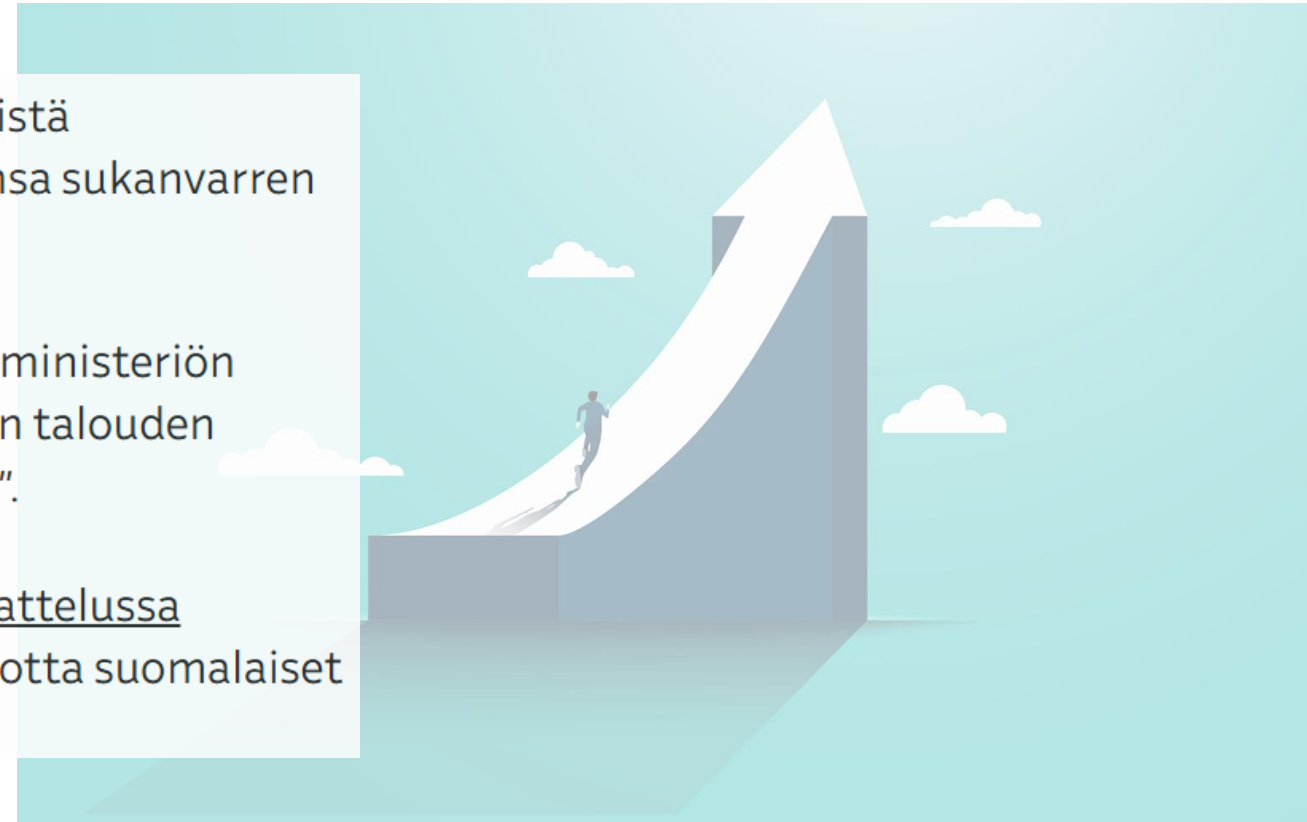 istä
nsa sukanvarren
ministeriön
n talouden
".
attelussa
otta suomalaiset